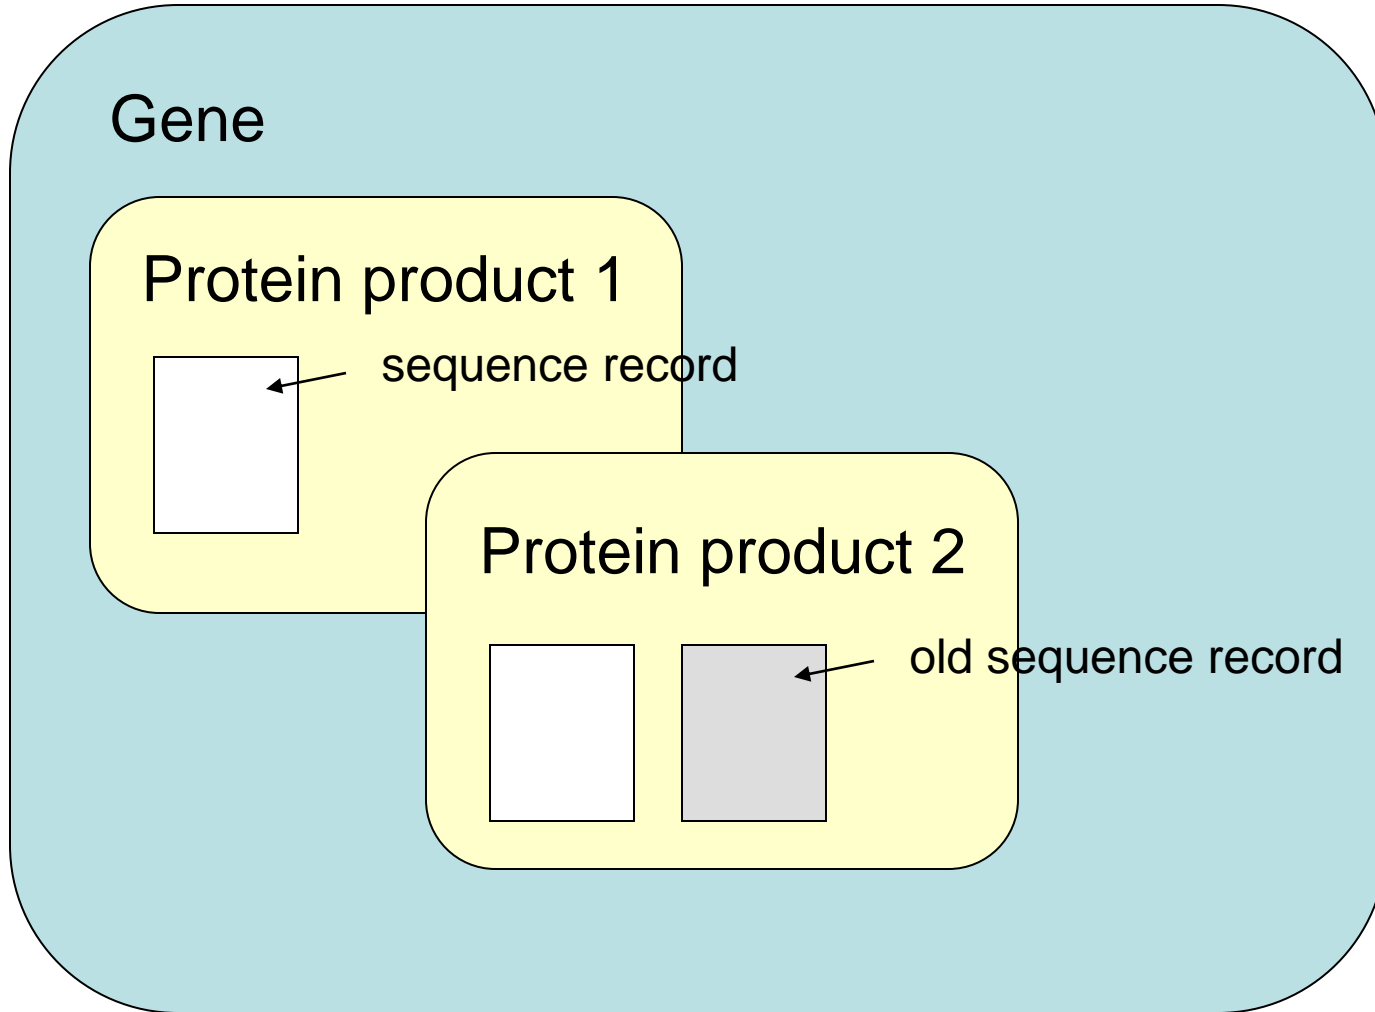 Gene
Protein product 1
sequence record
Protein product 2
old sequence record